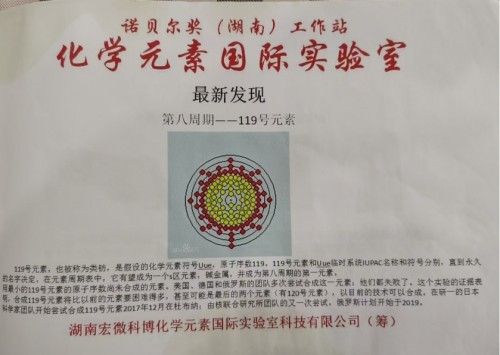 诺贝尔奖（湖南）工作站
化学元素国际实验室
最新发现
第八周期——119号元素
119号元素，也被称为类钫，是假设的化学元素符号Uue，原子序数119，119号元素和Uue临时系统IUPAC名称和符号分别，直到永久
的名字决定，在元素周期表中，它有望成为一个s区元素，碱金属，并成为第八周期的第一元素。
最小的119号元素的原子序数尚未合成的元素，美国、德国和俄罗斯的团队多次尝试合成这一元素；他们都失败了，这个实验的证据表
明，合成119号元素将比以前的元素要困难得多，甚至可能是最后的两个元素（有120号元素），以目前的技术可以合成。在研一的日本
科学家团队开始尝试合成119号元素2017年12月在杜布纳，由核联合研究所团队的又一次尝试，俄罗斯计划开始于2019。
湖南宏微科博化学元素国际实验室科技有限公司（筹）